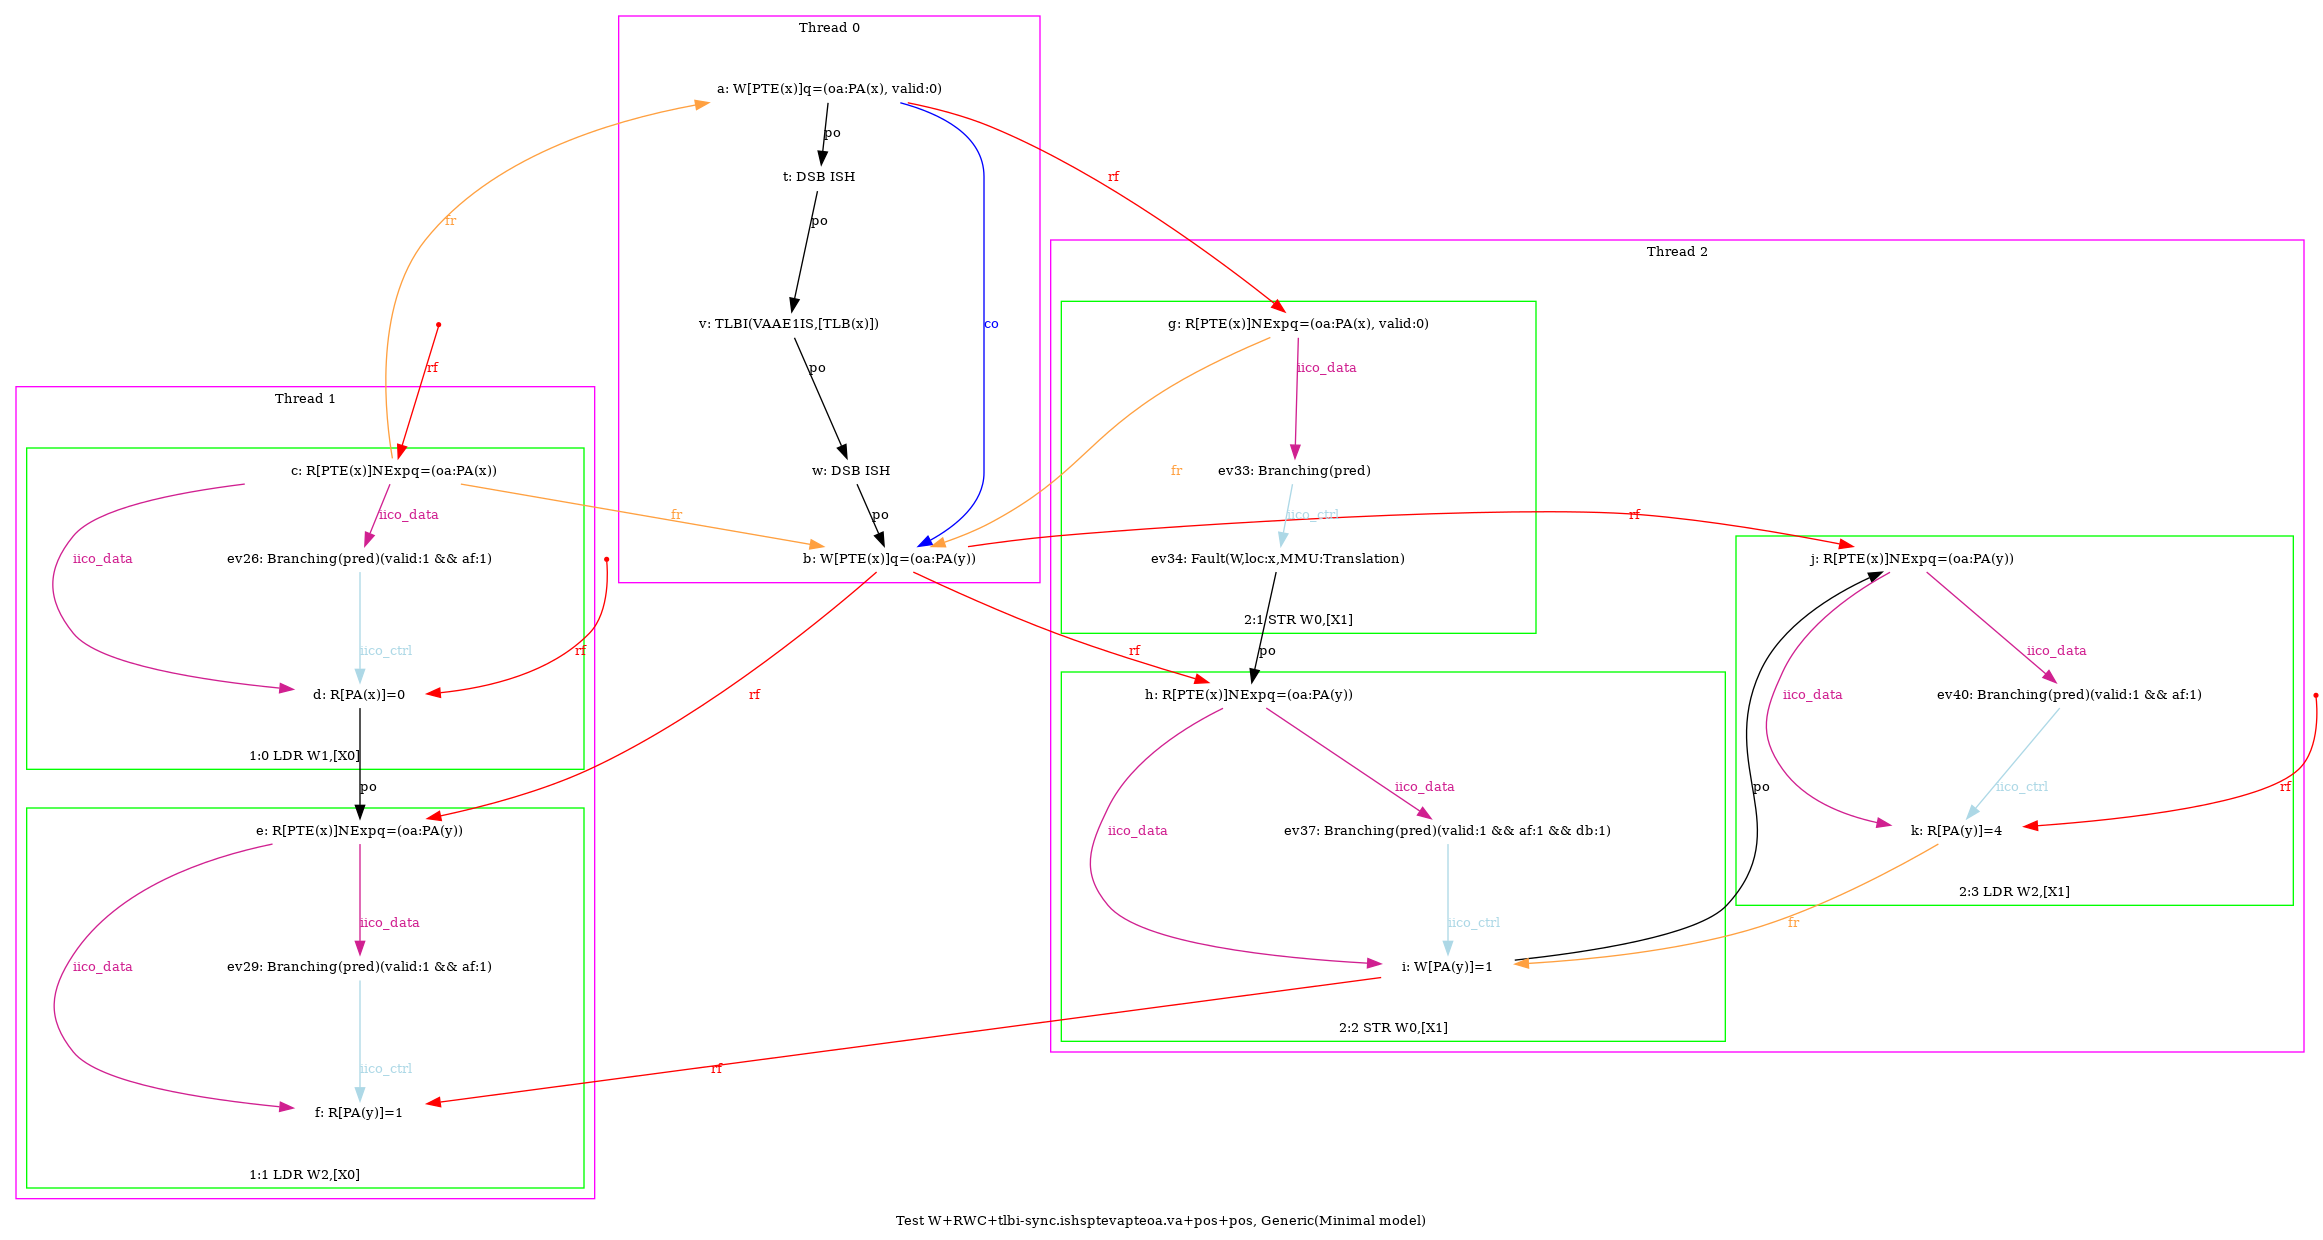 Thread 0
a: W[PTE(x)]q=(oa:PA(x), valid:0)
po
t: DSB ISH
rf
po
fr
Thread 2
v: TLBI(VAAE1IS,[TLB(x)])
co
g: R[PTE(x)]NExpq=(oa:PA(x), valid:0)
rf
po
iico_data
Thread 1
c: R[PTE(x)]NExpq=(oa:PA(x))
w: DSB ISH
fr
ev33: Branching(pred)
iico_data
fr
po
iico_ctrl
rf
iico_data
ev26: Branching(pred)(valid:1 && af:1)
b: W[PTE(x)]q=(oa:PA(y))
ev34: Fault(W,loc:x,MMU:Translation)
j: R[PTE(x)]NExpq=(oa:PA(y))
2:1 STR W0,[X1]
iico_ctrl
rf
rf
po
iico_data
d: R[PA(x)]=0
rf
h: R[PTE(x)]NExpq=(oa:PA(y))
iico_data
ev40: Branching(pred)(valid:1 && af:1)
1:0 LDR W1,[X0]
po
iico_data
po
iico_ctrl
rf
e: R[PTE(x)]NExpq=(oa:PA(y))
iico_data
ev37: Branching(pred)(valid:1 && af:1 && db:1)
k: R[PA(y)]=4
2:3 LDR W2,[X1]
iico_data
iico_ctrl
fr
iico_data
ev29: Branching(pred)(valid:1 && af:1)
i: W[PA(y)]=1
2:2 STR W0,[X1]
iico_ctrl
rf
f: R[PA(y)]=1
1:1 LDR W2,[X0]
Test W+RWC+tlbi-sync.ishsptevapteoa.va+pos+pos, Generic(Minimal model)